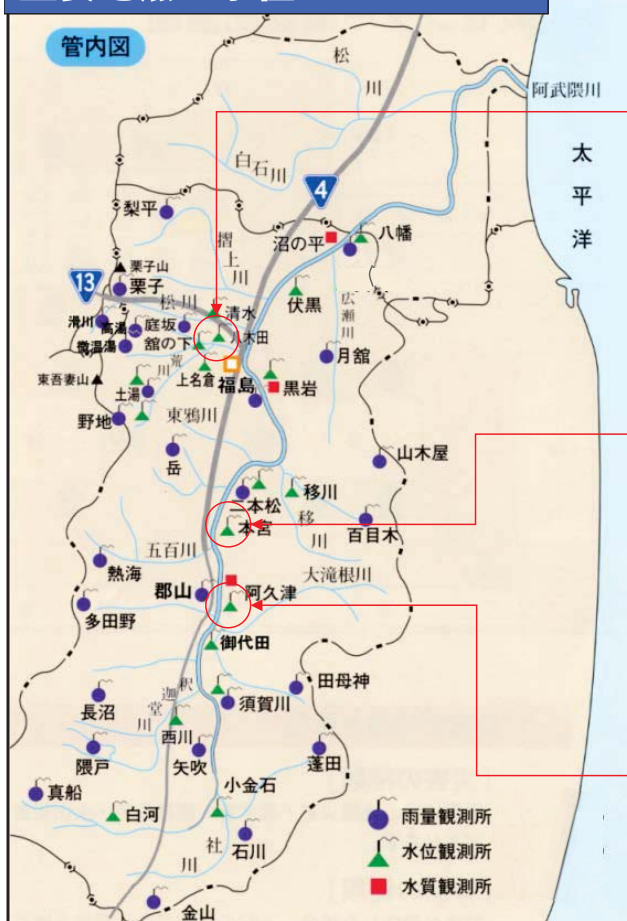 管内図
松川
阿武隈川
太平洋
白石川
4
梨平
摺上川
沼の平
八幡
栗子山
13
栗子
松川
清水
伏黒
広瀬川
滑川
高湯
庭坂
八木田
微温湯
舘の下
荒川
月舘
東吾妻山
上名倉
福島
黒岩
土湯
野地
東鴉川
岳
山木屋
二本松
移川
移川
本宮
百目木
五百川
熱海
大滝根川
郡山
阿久津
多田野
御代田
釈迦堂川
田母神
長沼
須賀川
西川
隈戸
矢吹
蓬田
真船
小金石
白河
社川
石川
金山
雨量観測所
水位観測所
水質観測所